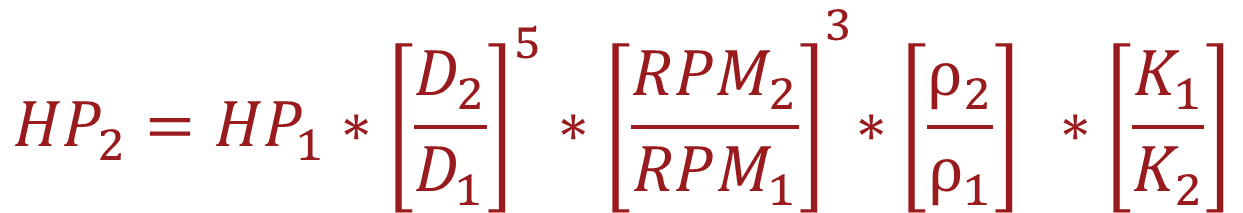 HP₂ = HP₁ * [D₂/D₁]⁵ * [RPM₂/RPM₁]³ * [ρ₂/ρ₁] * [K₁/K₂]